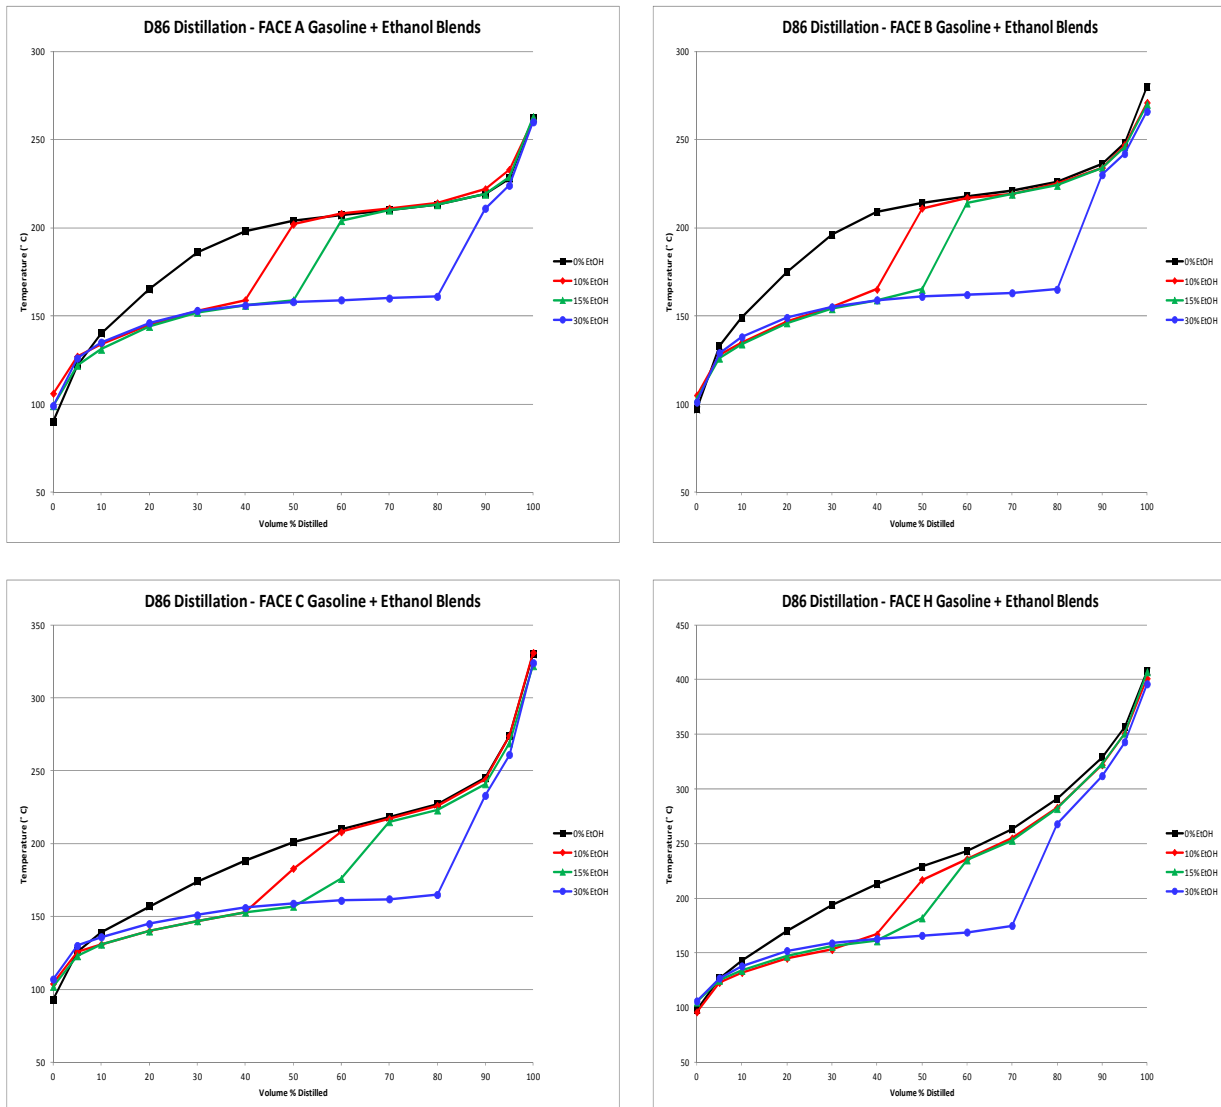 D86 Distillation - FACE A Gasoline + Ethanol Blends
300
250
200
150
100
50
Temperature (° C)
0 10 20 30 40 50 60 70 80 90 100
Volume % Distilled
0% EtOH
10% EtOH
15% EtOH
30% EtOH
D86 Distillation - FACE B Gasoline + Ethanol Blends
300
250
200
150
100
50
Temperature (° C)
0 10 20 30 40 50 60 70 80 90 100
Volume % Distilled
0% EtOH
10% EtOH
15% EtOH
30% EtOH
D86 Distillation - FACE C Gasoline + Ethanol Blends
350
300
250
200
150
100
50
Temperature (° C)
0 10 20 30 40 50 60 70 80 90 100
Volume % Distilled
0% EtOH
10% EtOH
15% EtOH
30% EtOH
D86 Distillation - FACE H Gasoline + Ethanol Blends
450
400
350
300
250
200
150
100
50
Temperature (° C)
0 10 20 30 40 50 60 70 80 90 100
Volume % Distilled
0% EtOH
10% EtOH
15% EtOH
30% EtOH